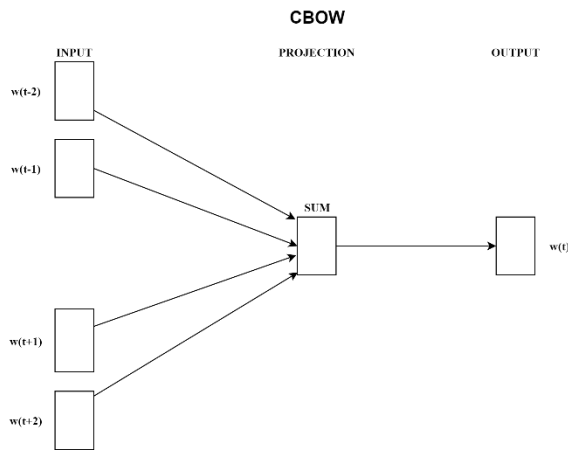 CBOW
INPUT PROJECTION OUTPUT
w(t-2)
w(t-1)
SUM
w(t)
w(t+1)
w(t+2)